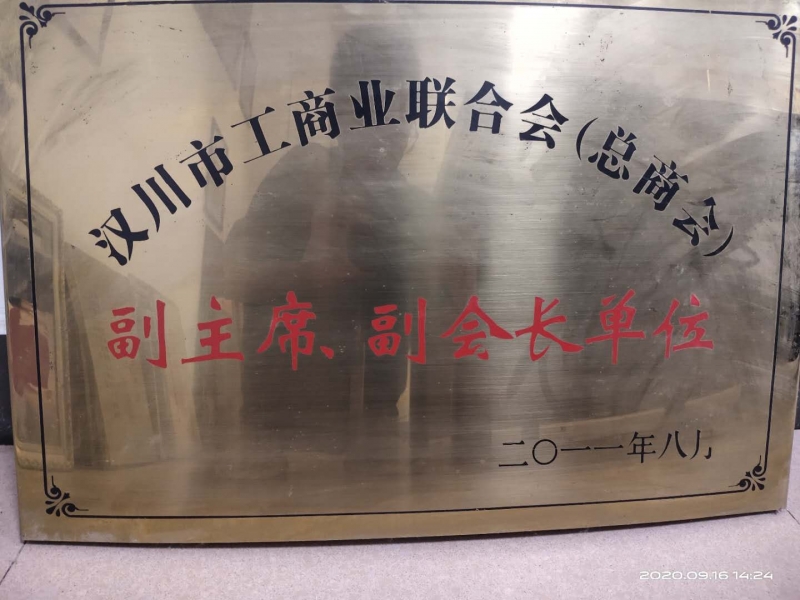 汉川市工商业联合会(总商会)
副主席、副会长单位
二〇一一年八月
2020.09.16 14:24